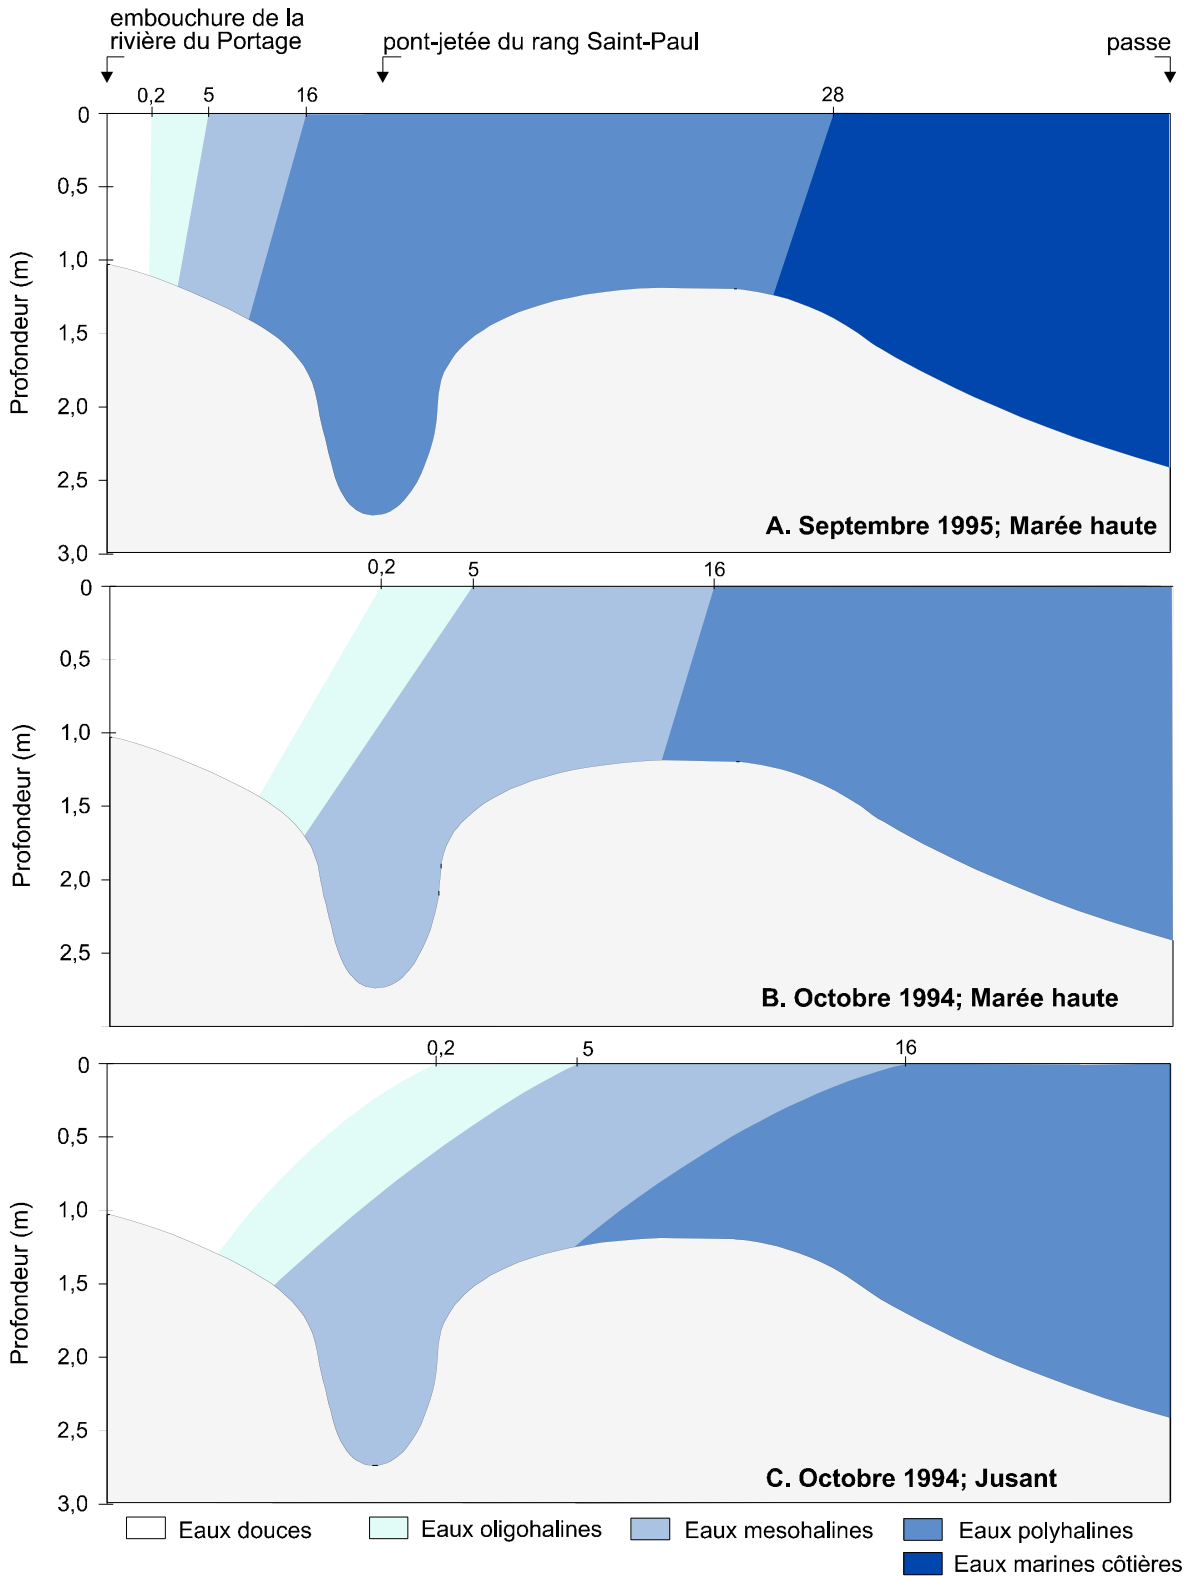 embouchure de la
rivière du Portage
pont-jetée du rang Saint-Paul
passe
0,2
5
16
28
0
0,5
1,0
1,5
2,0
2,5
3,0
Profondeur (m)
A. Septembre 1995; Marée haute
0,2
5
16
0
0,5
1,0
1,5
2,0
2,5
Profondeur (m)
B. Octobre 1994; Marée haute
0,2
5
16
0
0,5
1,0
1,5
2,0
2,5
3,0
Profondeur (m)
C. Octobre 1994; Jusant
Eaux douces
Eaux oligohalines
Eaux mesohalines
Eaux polyhalines
Eaux marines côtières